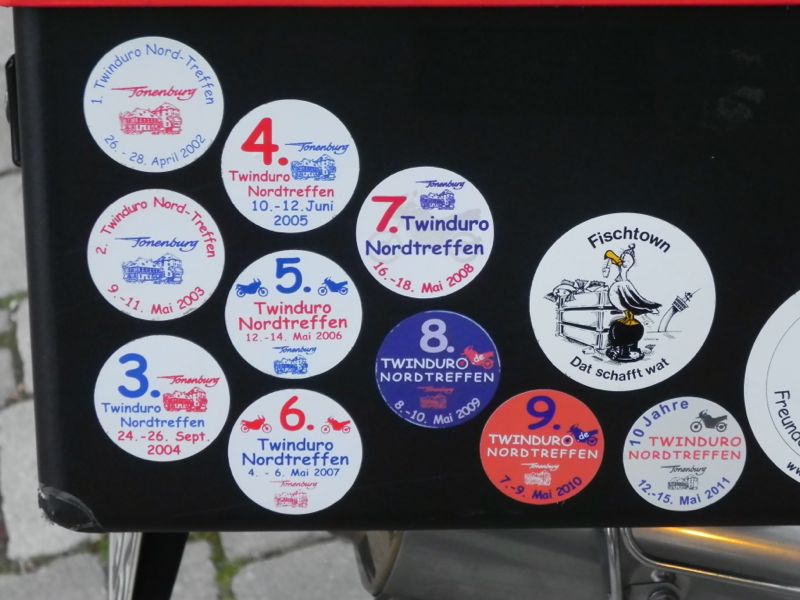 1. Twinduro Nord-Treffen
Tonenburg
26.-28. April 2002
2. Twinduro Nord-Treffen
Tonenburg
9.-11. Mai 2003
3.
Tonenburg
Twinduro
Nordtreffen
24.-26. Sept.
2004
4.
Tonenburg
Twinduro
Nordtreffen
10.-12. Juni
2005
5.
Twinduro
Nordtreffen
12.-14. Mai 2006
Tonenburg
6.
Twinduro
Nordtreffen
4. - 6. Mai 2007
Tonenburg
Tonenburg
7. Twinduro
Nordtreffen
16.-18. Mai 2008
8.
TWINDURO de
NORDTREFFEN
8.-10. Mai 2009
9.
TWINDURO de
NORDTREFFEN
Tonenburg
7.-9. Mai 2010
10 Jahre
TWINDURO
NORDTREFFEN
Tonenburg
12.-15. Mai 2011
Fischtown
Dat schafft wat